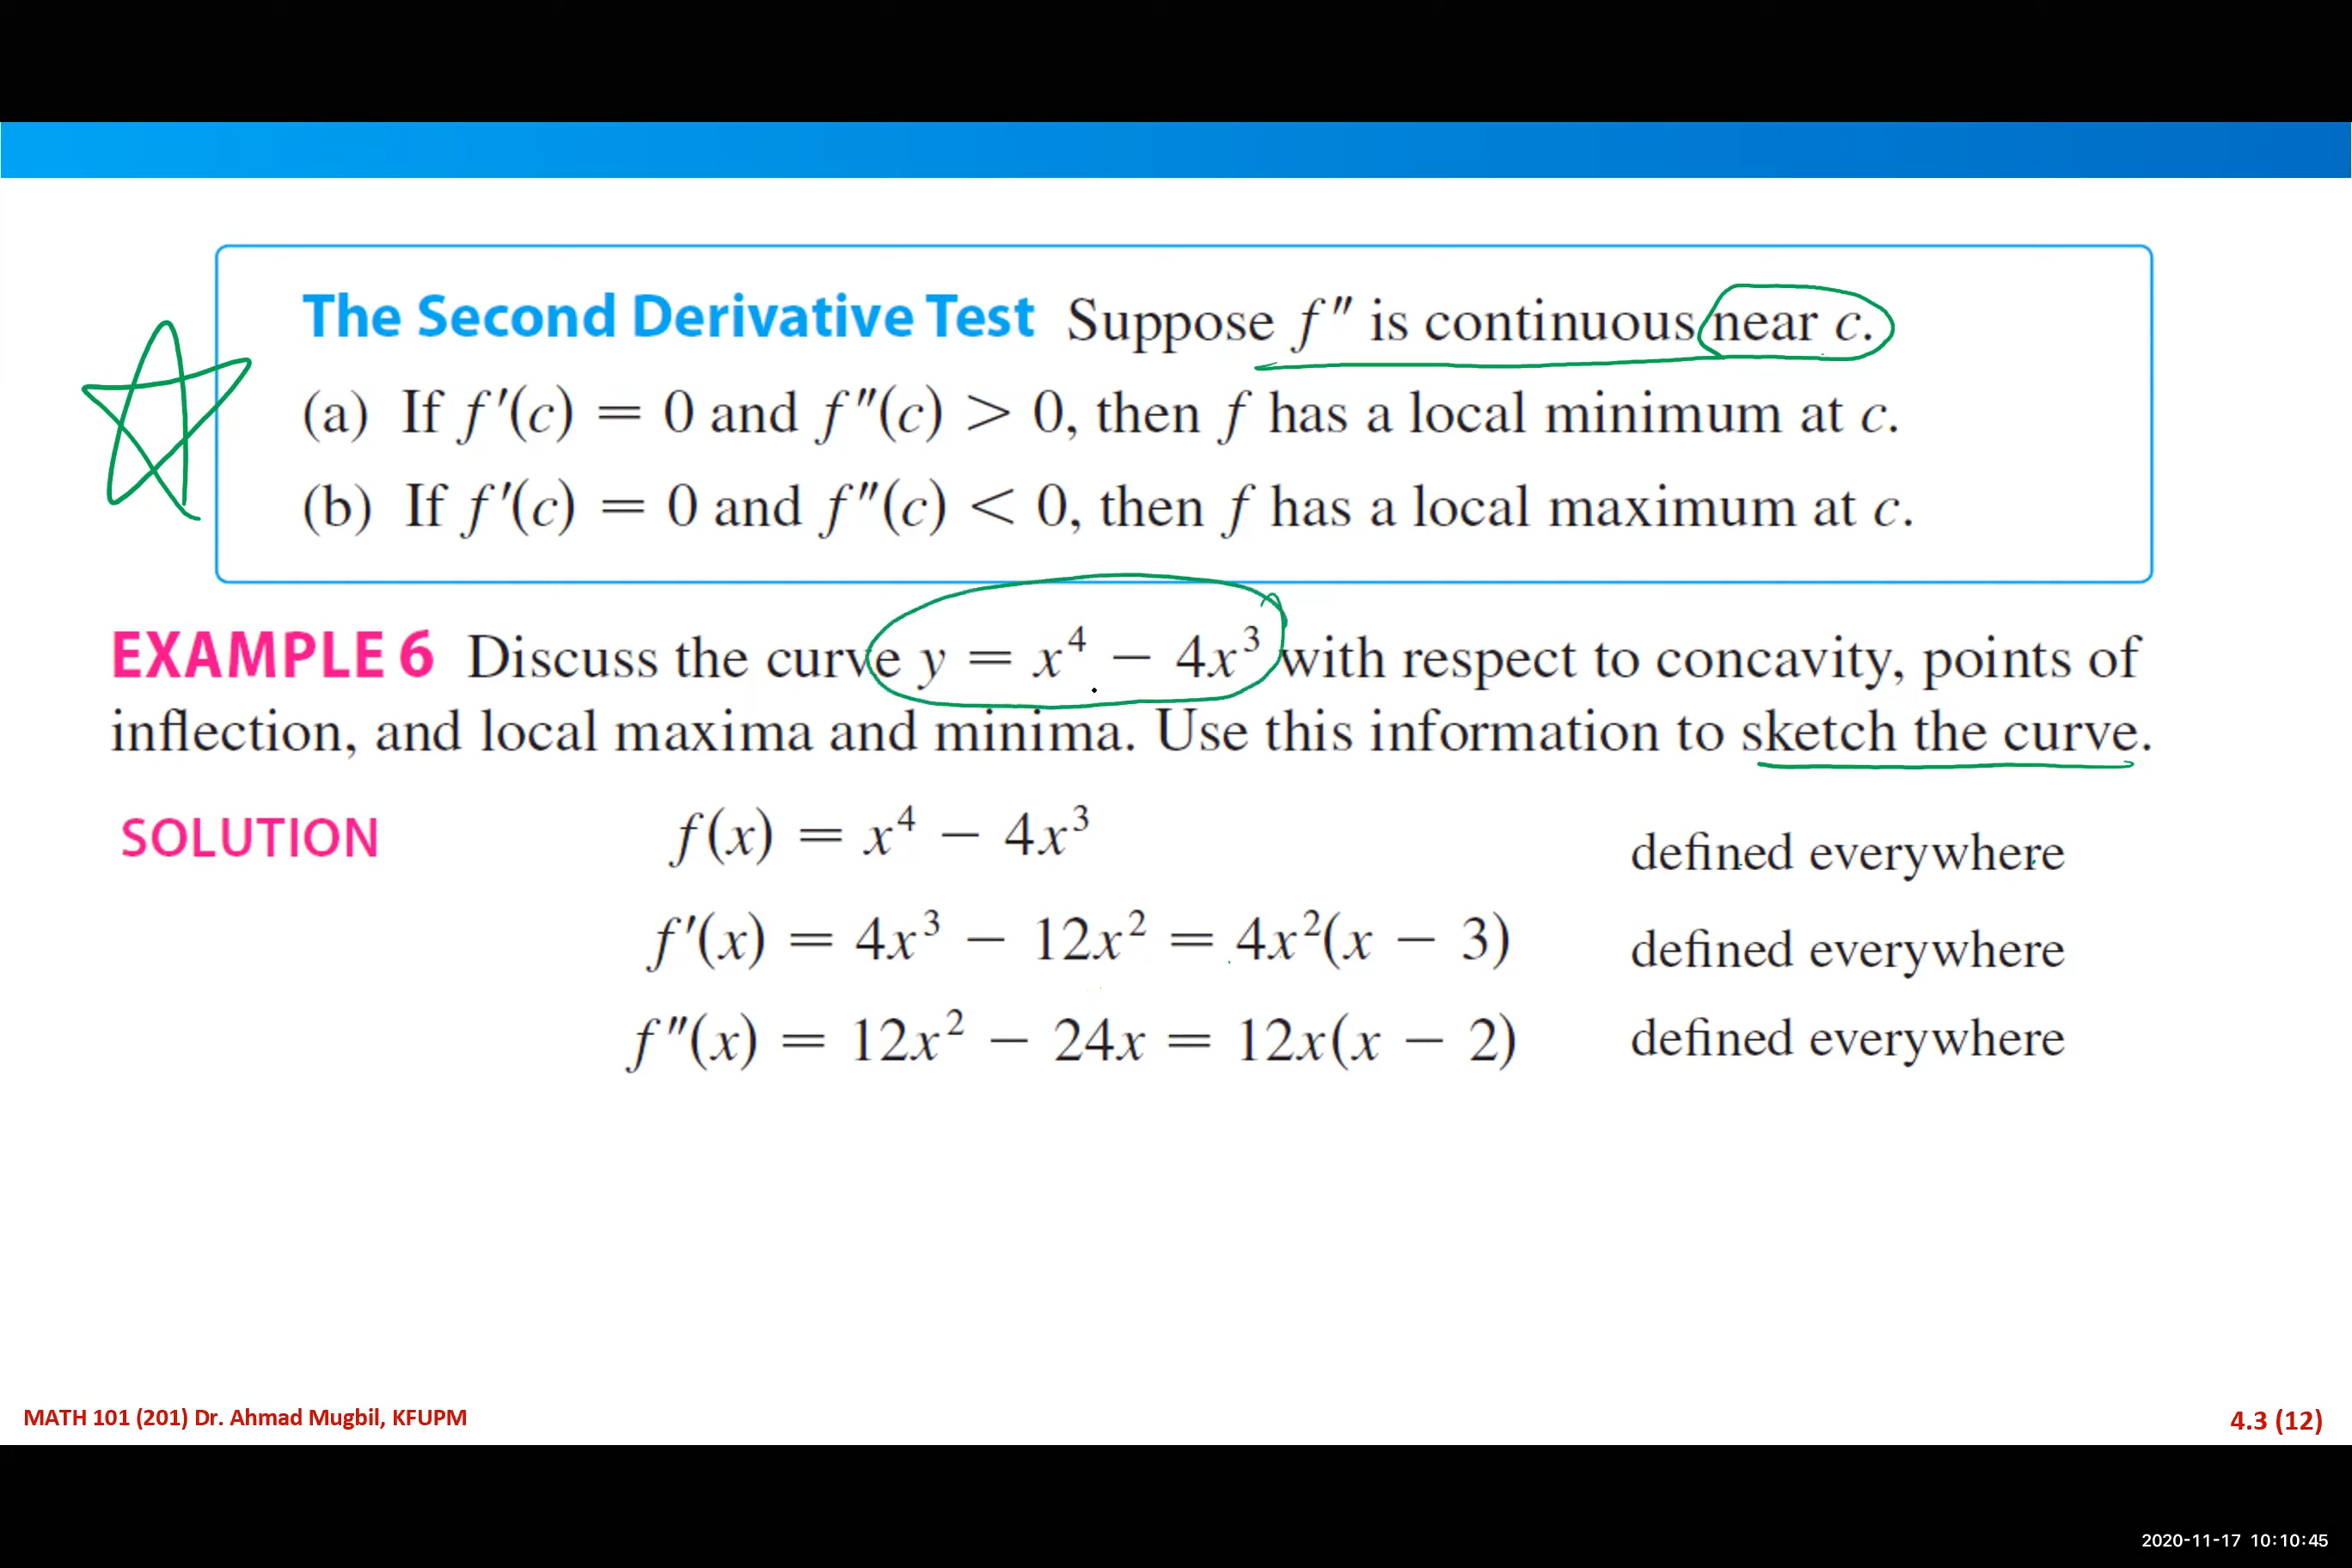 The Second Derivative Test Suppose f″ is continuous near c.
(a) If f′(c) = 0 and f″(c) > 0, then f has a local minimum at c.
(b) If f′(c) = 0 and f″(c) < 0, then f has a local maximum at c.
EXAMPLE 6 Discuss the curve y = x⁴ − 4x³ with respect to concavity, points of
inflection, and local maxima and minima. Use this information to sketch the curve.
SOLUTION f(x) = x⁴ − 4x³ defined everywhere
f′(x) = 4x³ − 12x² = 4x²(x − 3) defined everywhere
f″(x) = 12x² − 24x = 12x(x − 2) defined everywhere
MATH 101 (201) Dr. Ahmad Mugbil, KFUPM 4.3 (12)
2020-11-17 10:10:45